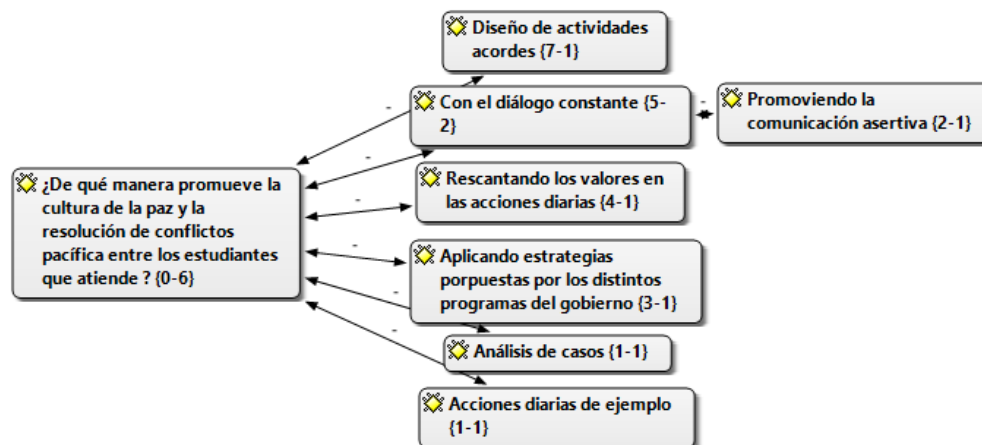 Diseño de actividades
acordes {7-1}
Con el diálogo constante {5-
2}
Promoviendo la
comunicación asertiva {2-1}
¿De qué manera promueve la
cultura de la paz y la
resolución de conflictos
pacífica entre los estudiantes
que atiende ? {0-6}
Rescantando los valores en
las acciones diarias {4-1}
Aplicando estrategias
porpuestas por los distintos
programas del gobierno {3-1}
Análisis de casos {1-1}
Acciones diarias de ejemplo
{1-1}